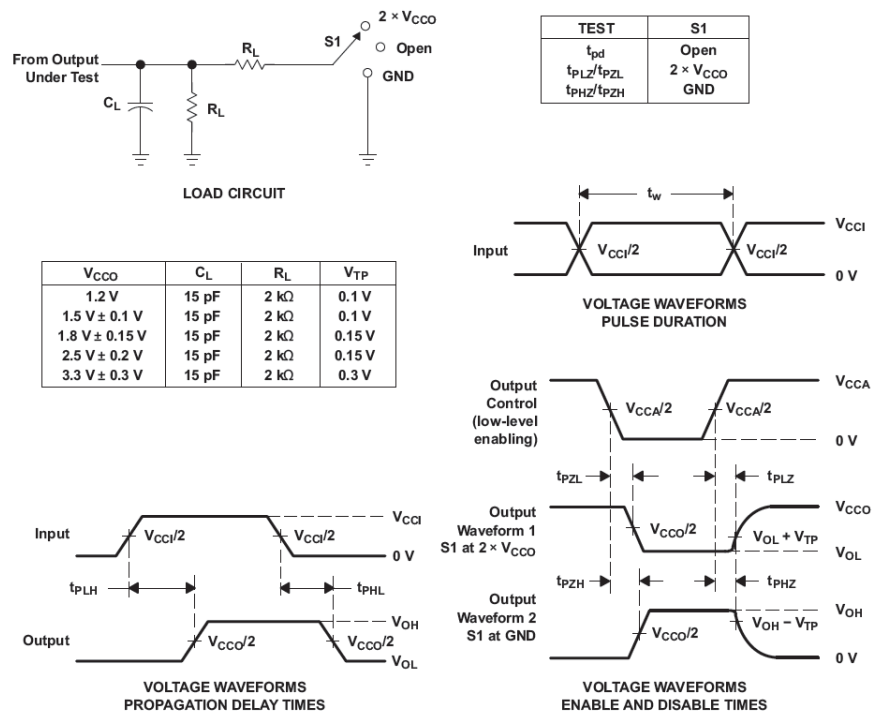 2 × VCCO
S1
Open
GND
RL
From Output
Under Test
CL
RL
LOAD CIRCUIT
TEST S1
tpd Open
tPLZ/tPZL 2 × VCCO
tPHZ/tPZH GND
tw
VCCI
Input
VCCI/2 VCCI/2
0 V
VOLTAGE WAVEFORMS
PULSE DURATION
VCCO CL RL VTP
1.2 V 15 pF 2 kΩ 0.1 V
1.5 V ± 0.1 V 15 pF 2 kΩ 0.1 V
1.8 V ± 0.15 V 15 pF 2 kΩ 0.15 V
2.5 V ± 0.2 V 15 pF 2 kΩ 0.15 V
3.3 V ± 0.3 V 15 pF 2 kΩ 0.3 V
Input
VCCI/2 VCCI/2
VCCI
0 V
tPLH tPHL
Output
VCCO/2 VCCO/2
VOH
VOL
VOLTAGE WAVEFORMS
PROPAGATION DELAY TIMES
Output
Control
(low-level
enabling)
VCCA/2 VCCA/2
VCCA
0 V
tPZL tPLZ
Output
Waveform 1
S1 at 2 × VCCO
VCCO/2
VCCO
VOL + VTP
VOL
tPZH tPHZ
Output
Waveform 2
S1 at GND
VCCO/2
VOH
VOH − VTP
0 V
VOLTAGE WAVEFORMS
ENABLE AND DISABLE TIMES